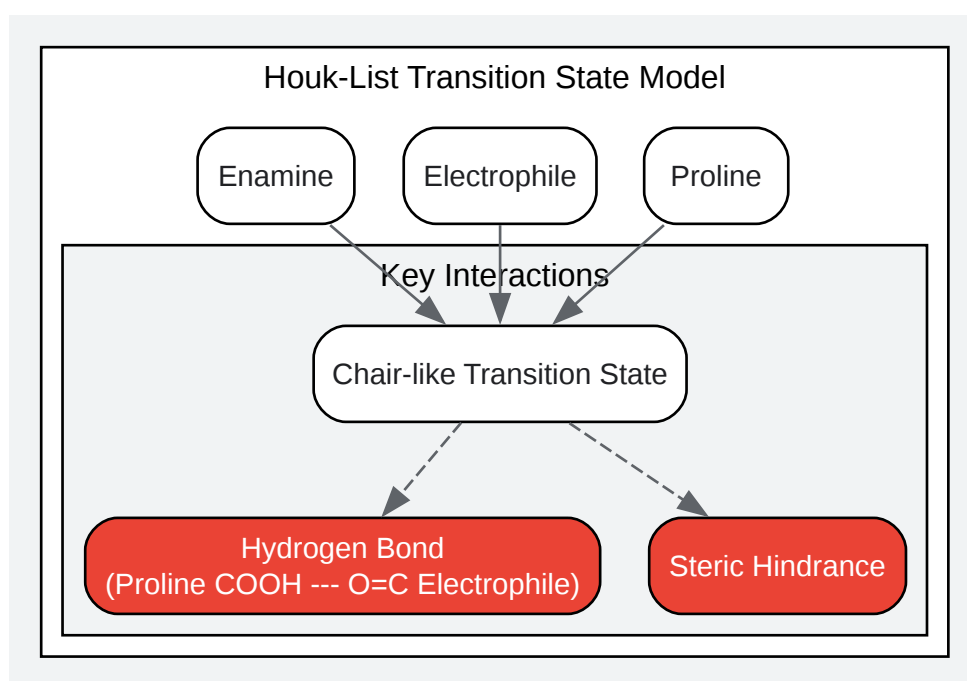 Houk-List Transition State Model
Enamine
Electrophile
Proline
Key Interactions
Chair-like Transition State
Hydrogen Bond
(Proline COOH --- O=C Electrophile)
Steric Hindrance